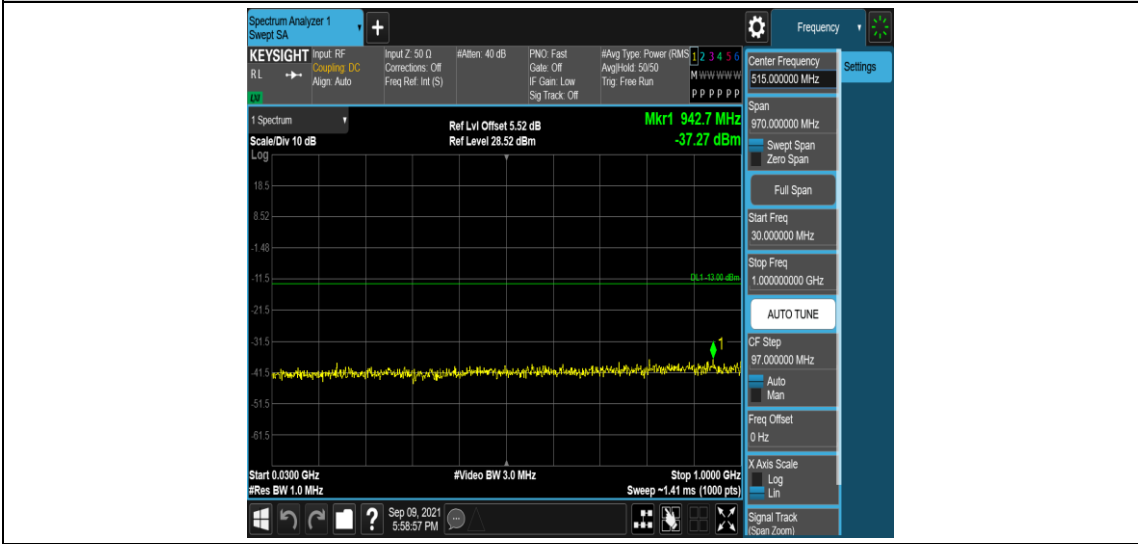 Spectrum Analyzer 1
Swept SA
Frequency
KEYSIGHT
Input: RF
Coupling: DC
Align: Auto
Input Z: 50 Ω
Corrections: Off
Freq Ref: Int (S)
#Atten: 40 dB
PNO: Fast
Gate: Off
IF Gain: Low
Sig Track: Off
#Avg Type: Power (RMS
Avg|Hold: 50/50
Trig: Free Run
1 2 3 4 5 6
M W W W W W
P P P P P P
R L
1 Spectrum
Scale/Div 10 dB
Ref Lvl Offset 5.52 dB
Ref Level 28.52 dBm
Mkr1 942.7 MHz
-37.27 dBm
Log
18.5
8.52
-1.48
-11.5
DL1 -13.00 dBm
-21.5
-31.5
1
-41.5
-51.5
-61.5
Start 0.0300 GHz
#Video BW 3.0 MHz
Stop 1.0000 GHz
#Res BW 1.0 MHz
Sweep ~1.41 ms (1000 pts)
Sep 09, 2021
5:58:57 PM
Center Frequency
515.000000 MHz
Settings
Span
970.000000 MHz
Swept Span
Zero Span
Full Span
Start Freq
30.000000 MHz
Stop Freq
1.000000000 GHz
AUTO TUNE
CF Step
97.000000 MHz
Auto
Man
Freq Offset
0 Hz
X Axis Scale
Log
Lin
Signal Track
(Span Zoom)